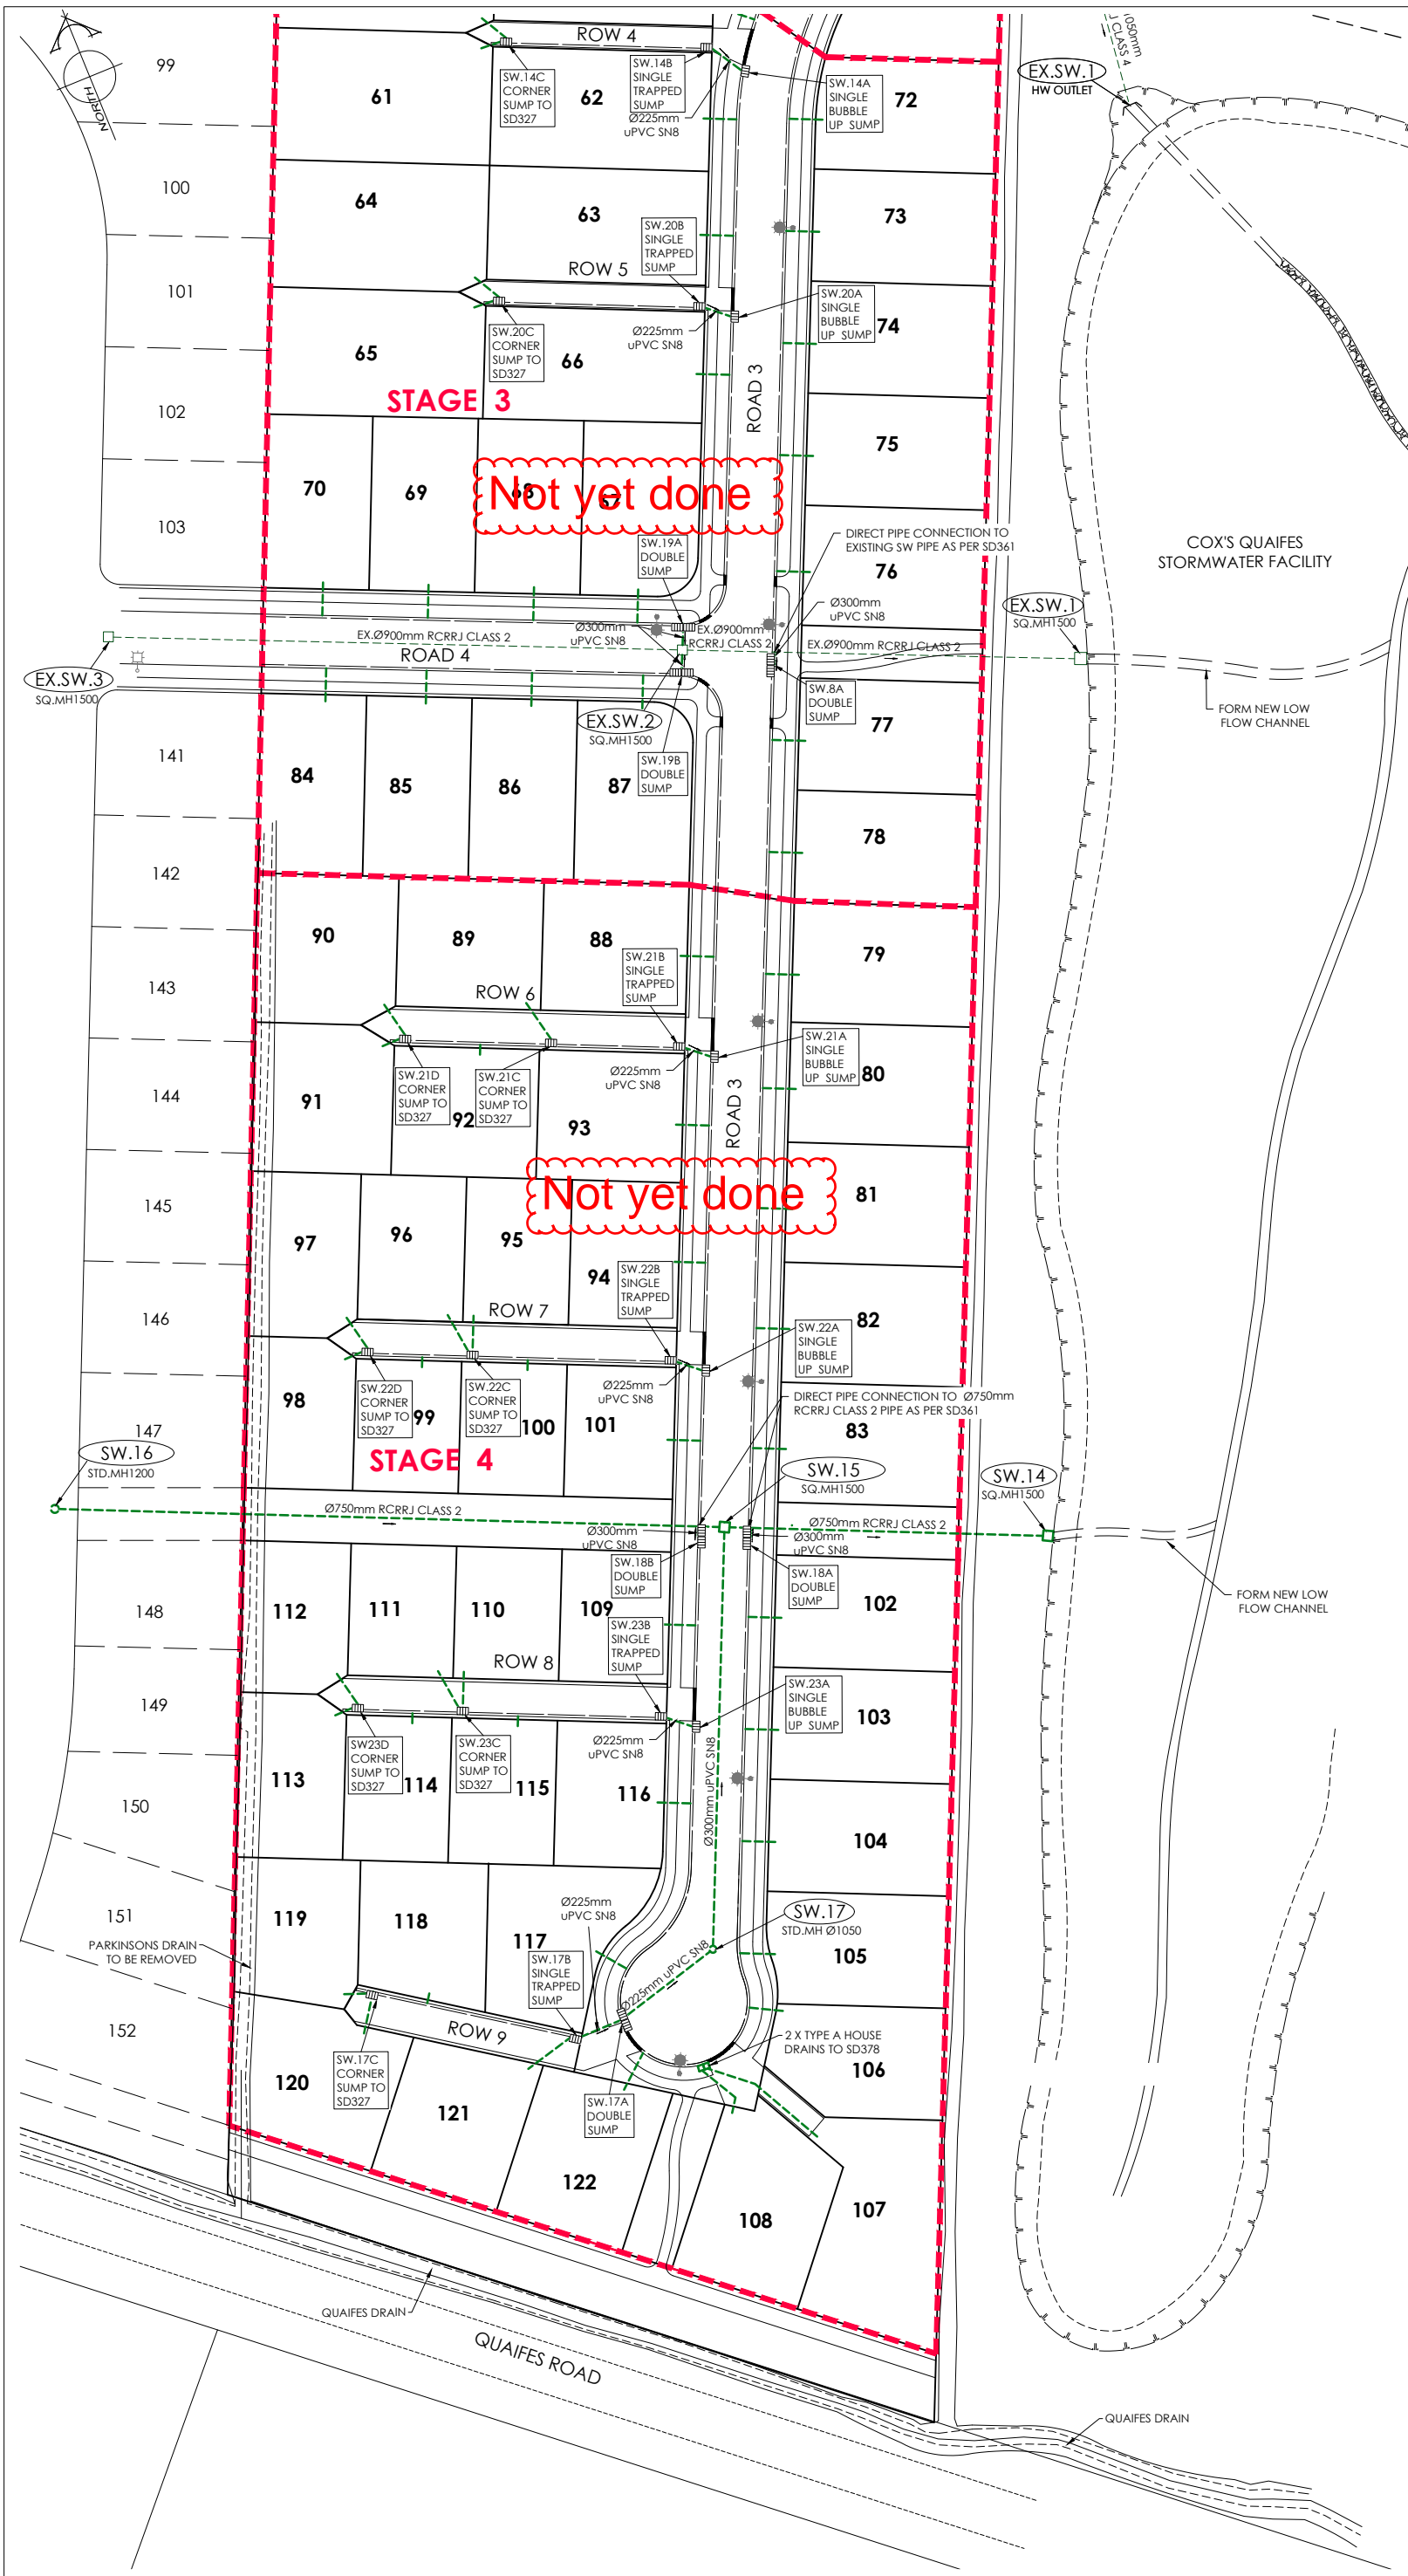 99
61
ROW 4
62
SW.14C
CORNER
SUMP TO
SD327
SW.14B
SINGLE
TRAPPED
SUMP
Ø225mm
uPVC SN8
SW.14A
SINGLE
BUBBLE
UP SUMP
72
EX.SW.1
HW OUTLET
1050mm
CLASS 4
NORTH
100
64
63
73
SW.20B
SINGLE
TRAPPED
SUMP
ROW 5
101
65
SW.20C
CORNER
SUMP TO
SD327
66
Ø225mm
uPVC SN8
SW.20A
SINGLE
BUBBLE
UP SUMP
74
ROAD 3
STAGE 3
102
75
70
69
68
67
Not yet done
103
SW.19A
DOUBLE
SUMP
DIRECT PIPE CONNECTION TO
EXISTING SW PIPE AS PER SD361
76
COX'S QUAIFES
STORMWATER FACILITY
Ø300mm
uPVC SN8
EX.SW.1
SQ.MH1500
EX.Ø900mm RCRRJ CLASS 2
Ø300mm
uPVC SN8
EX.Ø900mm
RCRRJ CLASS 2
EX.Ø900mm RCRRJ CLASS 2
ROAD 4
EX.SW.3
SQ.MH1500
SW.8A
DOUBLE
SUMP
FORM NEW LOW
FLOW CHANNEL
EX.SW.2
SQ.MH1500
77
141
84
85
86
87
SW.19B
DOUBLE
SUMP
78
142
90
89
88
79
SW.21B
SINGLE
TRAPPED
SUMP
143
ROW 6
SW.21A
SINGLE
BUBBLE
UP SUMP
80
144
91
SW.21D
CORNER
SUMP TO
SD327
92
SW.21C
CORNER
SUMP TO
SD327
93
Ø225mm
uPVC SN8
ROAD 3
Not yet done
81
145
97
96
95
94
SW.22B
SINGLE
TRAPPED
SUMP
146
ROW 7
82
SW.22A
SINGLE
BUBBLE
UP SUMP
98
SW.22D
CORNER
SUMP TO
SD327
99
SW.22C
CORNER
SUMP TO
SD327
100
101
Ø225mm
uPVC SN8
DIRECT PIPE CONNECTION TO Ø750mm
RCRRJ CLASS 2 PIPE AS PER SD361
83
147
SW.16
STD.MH1200
STAGE 4
SW.15
SQ.MH1500
SW.14
SQ.MH1500
Ø750mm RCRRJ CLASS 2
Ø300mm
uPVC SN8
Ø750mm RCRRJ CLASS 2
Ø300mm
uPVC SN8
SW.18B
DOUBLE
SUMP
SW.18A
DOUBLE
SUMP
102
FORM NEW LOW
FLOW CHANNEL
148
112
111
110
109
SW.23B
SINGLE
TRAPPED
SUMP
ROW 8
149
SW.23A
SINGLE
BUBBLE
UP SUMP
103
113
SW23D
CORNER
SUMP TO
SD327
114
SW.23C
CORNER
SUMP TO
SD327
115
116
Ø225mm
uPVC SN8
Ø300mm uPVC SN8
150
104
151
119
118
117
Ø225mm
uPVC SN8
SW.17
STD.MH Ø1050
105
PARKINSONS DRAIN
TO BE REMOVED
SW.17B
SINGLE
TRAPPED
SUMP
Ø225mm uPVC SN8
152
ROW 9
2 X TYPE A HOUSE
DRAINS TO SD378
106
120
SW.17C
CORNER
SUMP TO
SD327
121
SW.17A
DOUBLE
SUMP
122
108
107
QUAIFES DRAIN
QUAIFES ROAD
QUAIFES DRAIN